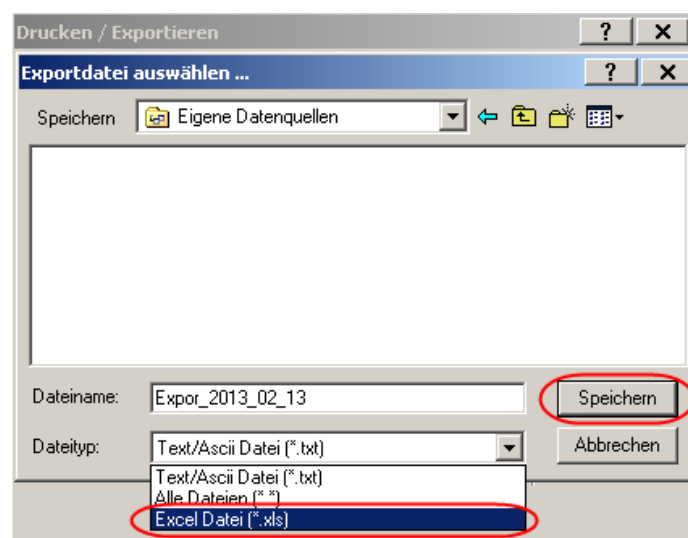 Drucken / Exportieren
Exportdatei auswählen ...
Speichern
Eigene Datenquellen
Dateiname:
Expor_2013_02_13
Speichern
Dateityp:
Text/Ascii Datei (*.txt)
Abbrechen
Text/Ascii Datei (*.txt)
Alle Dateien (*.*)
Excel Datei (*.xls)